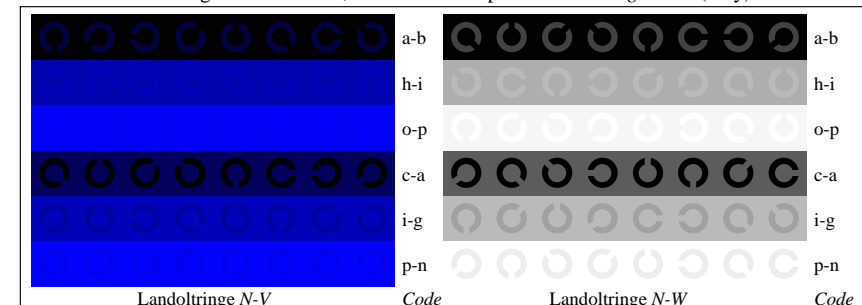 a-b a-b
h-i h-i
o-p o-p
c-a c-a
i-g i-g
p-n p-n
Landoltringe N-V Code Landoltringe N-W Code